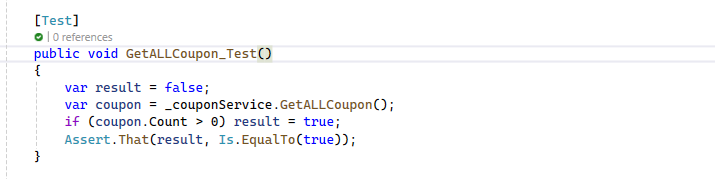 [Test]
| 0 references
public void GetALLCoupon_Test()
{
var result = false;
var coupon = _couponService.GetALLCoupon();
if (coupon.Count > 0) result = true;
Assert.That(result, Is.EqualTo(true));
}